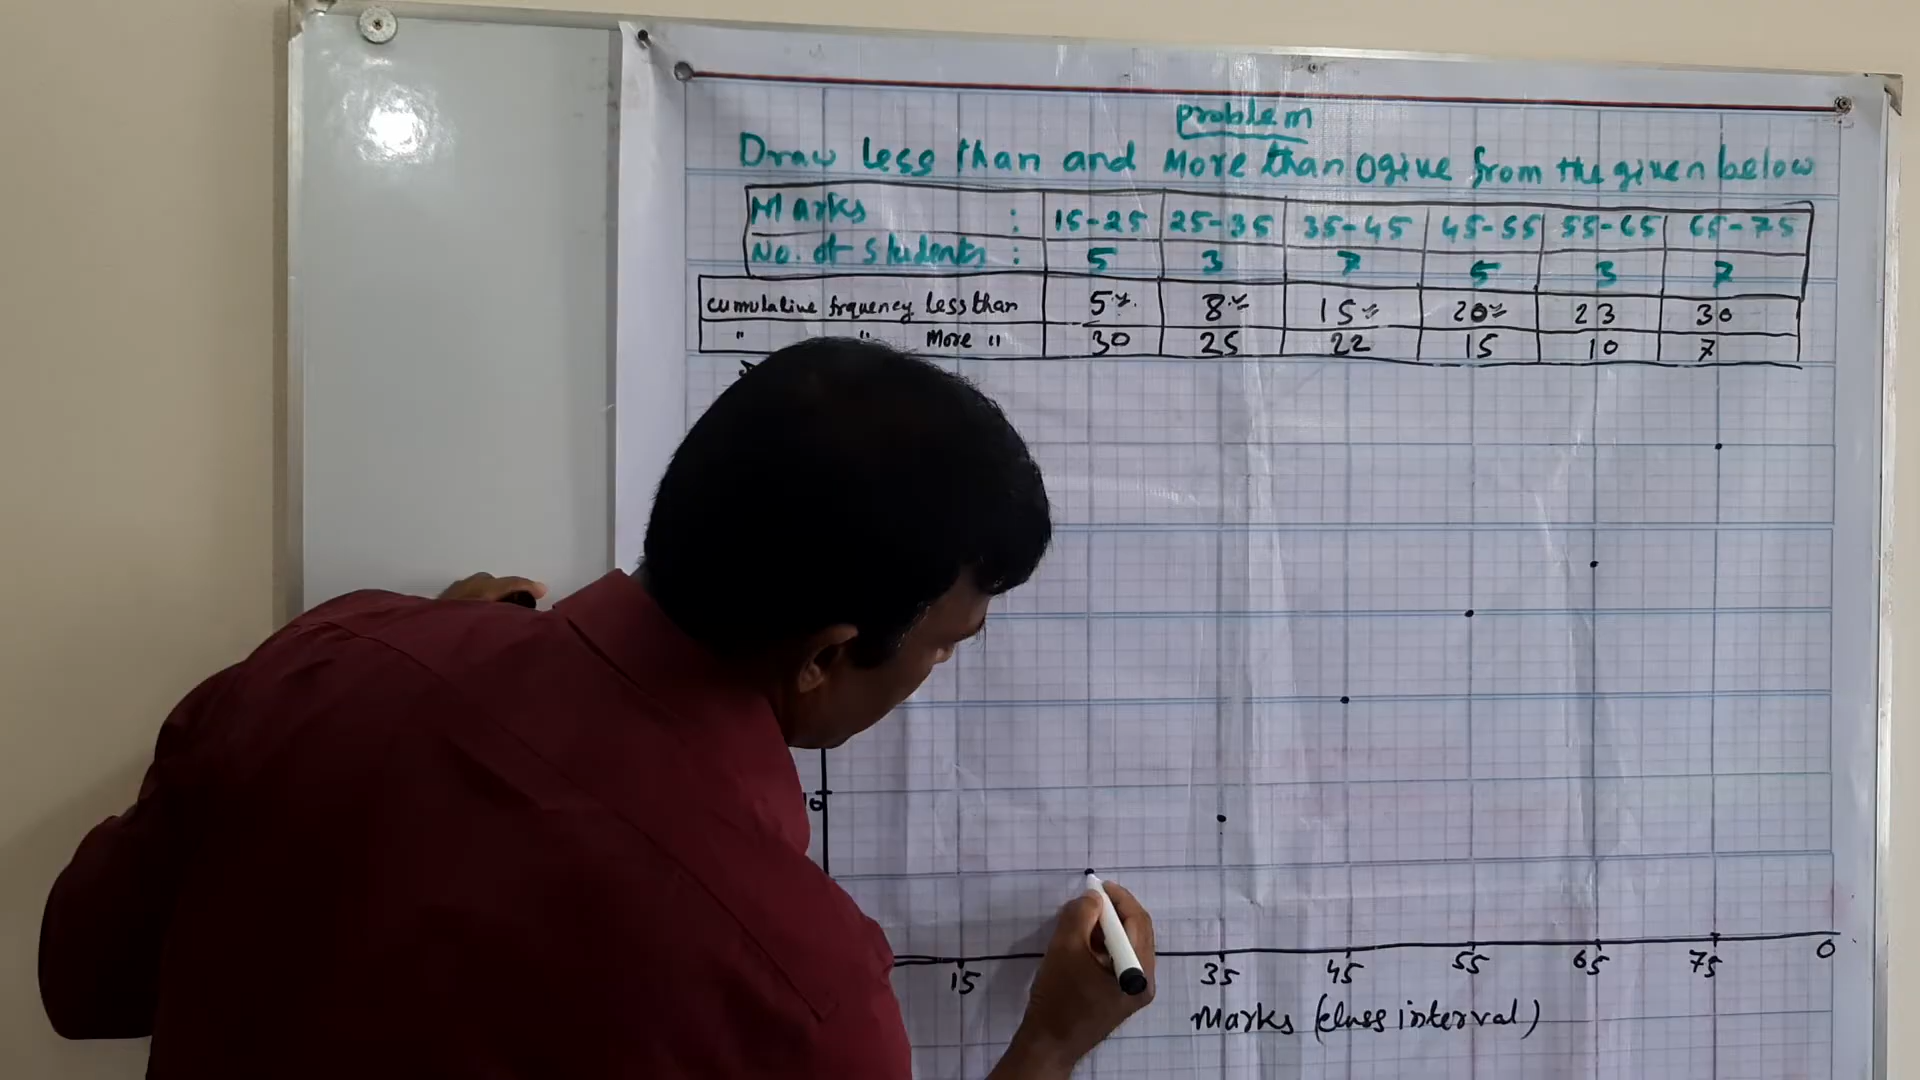 problem
Draw Less than and More than Ogive from the given below
Marks : 15-25 25-35 35-45 45-55 55-65 65-75
No. of students : 5 3 7 5 3 7
cumulative frquency Less than 5 8 15 20 23 30
" " More " 30 25 22 15 10 7
10
15 35 45 55 65 75 0
Marks (class interval)